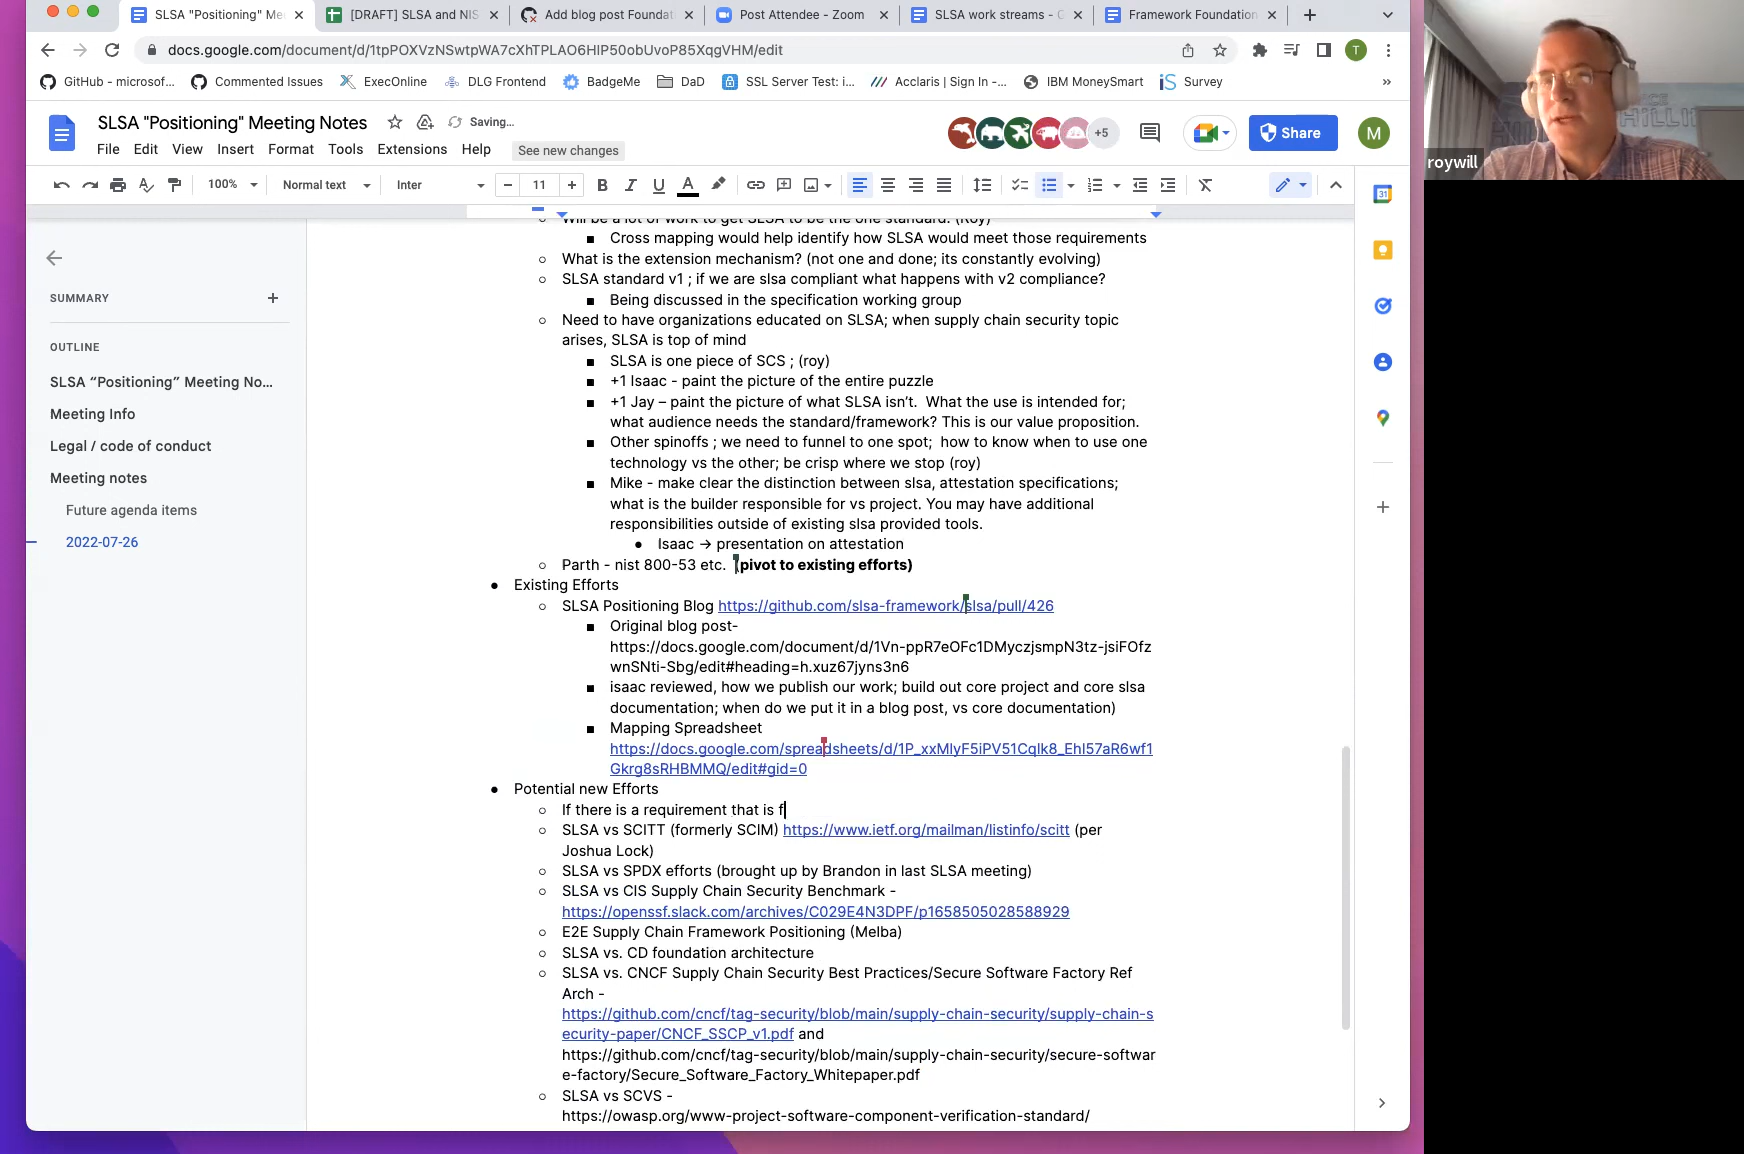 SLSA "Positioning" Me
[DRAFT] SLSA and NIS
Add blog post Foundat
Post Attendee - Zoom
SLSA work streams - G
Framework Foundation
docs.google.com/document/d/1tpPOXVzNSwtpWA7cXhTPLAO6HlP50obUvoP85XqgVHM/edit
T
GitHub - microsof...
Commented Issues
ExecOnline
DLG Frontend
BadgeMe
DaD
SSL Server Test: i...
Acclaris | Sign In -...
IBM MoneySmart
Survey
»
SLSA "Positioning" Meeting Notes
Saving...
+5
Share
M
File Edit View Insert Format Tools Extensions Help
See new changes
100%
Normal text
Inter
11
SUMMARY
OUTLINE
SLSA “Positioning” Meeting No...
Meeting Info
Legal / code of conduct
Meeting notes
Future agenda items
2022-07-26
Will be a lot of work to get SLSA to be the one standard. (Roy)
Cross mapping would help identify how SLSA would meet those requirements
What is the extension mechanism? (not one and done; its constantly evolving)
SLSA standard v1 ; if we are slsa compliant what happens with v2 compliance?
Being discussed in the specification working group
Need to have organizations educated on SLSA; when supply chain security topic
arises, SLSA is top of mind
SLSA is one piece of SCS ; (roy)
+1 Isaac - paint the picture of the entire puzzle
+1 Jay – paint the picture of what SLSA isn’t.  What the use is intended for;
what audience needs the standard/framework? This is our value proposition.
Other spinoffs ; we need to funnel to one spot;  how to know when to use one
technology vs the other; be crisp where we stop (roy)
Mike - make clear the distinction between slsa, attestation specifications;
what is the builder responsible for vs project. You may have additional
responsibilities outside of existing slsa provided tools.
Isaac → presentation on attestation
Parth - nist 800-53 etc.  (pivot to existing efforts)
Existing Efforts
SLSA Positioning Blog https://github.com/slsa-framework/slsa/pull/426
Original blog post-
https://docs.google.com/document/d/1Vn-ppR7eOFc1DMyczjsmpN3tz-jsiFOfz
wnSNti-Sbg/edit#heading=h.xuz67jyns3n6
isaac reviewed, how we publish our work; build out core project and core slsa
documentation; when do we put it in a blog post, vs core documentation)
Mapping Spreadsheet
https://docs.google.com/spreadsheets/d/1P_xxMlyF5iPV51Cqlk8_Ehl57aR6wf1
Gkrg8sRHBMMQ/edit#gid=0
Potential new Efforts
If there is a requirement that is f
SLSA vs SCITT (formerly SCIM) https://www.ietf.org/mailman/listinfo/scitt (per
Joshua Lock)
SLSA vs SPDX efforts (brought up by Brandon in last SLSA meeting)
SLSA vs CIS Supply Chain Security Benchmark -
https://openssf.slack.com/archives/C029E4N3DPF/p1658505028588929
E2E Supply Chain Framework Positioning (Melba)
SLSA vs. CD foundation architecture
SLSA vs. CNCF Supply Chain Security Best Practices/Secure Software Factory Ref
Arch -
https://github.com/cncf/tag-security/blob/main/supply-chain-security/supply-chain-s
ecurity-paper/CNCF_SSCP_v1.pdf and
https://github.com/cncf/tag-security/blob/main/supply-chain-security/secure-softwar
e-factory/Secure_Software_Factory_Whitepaper.pdf
SLSA vs SCVS -
https://owasp.org/www-project-software-component-verification-standard/
31
roywill